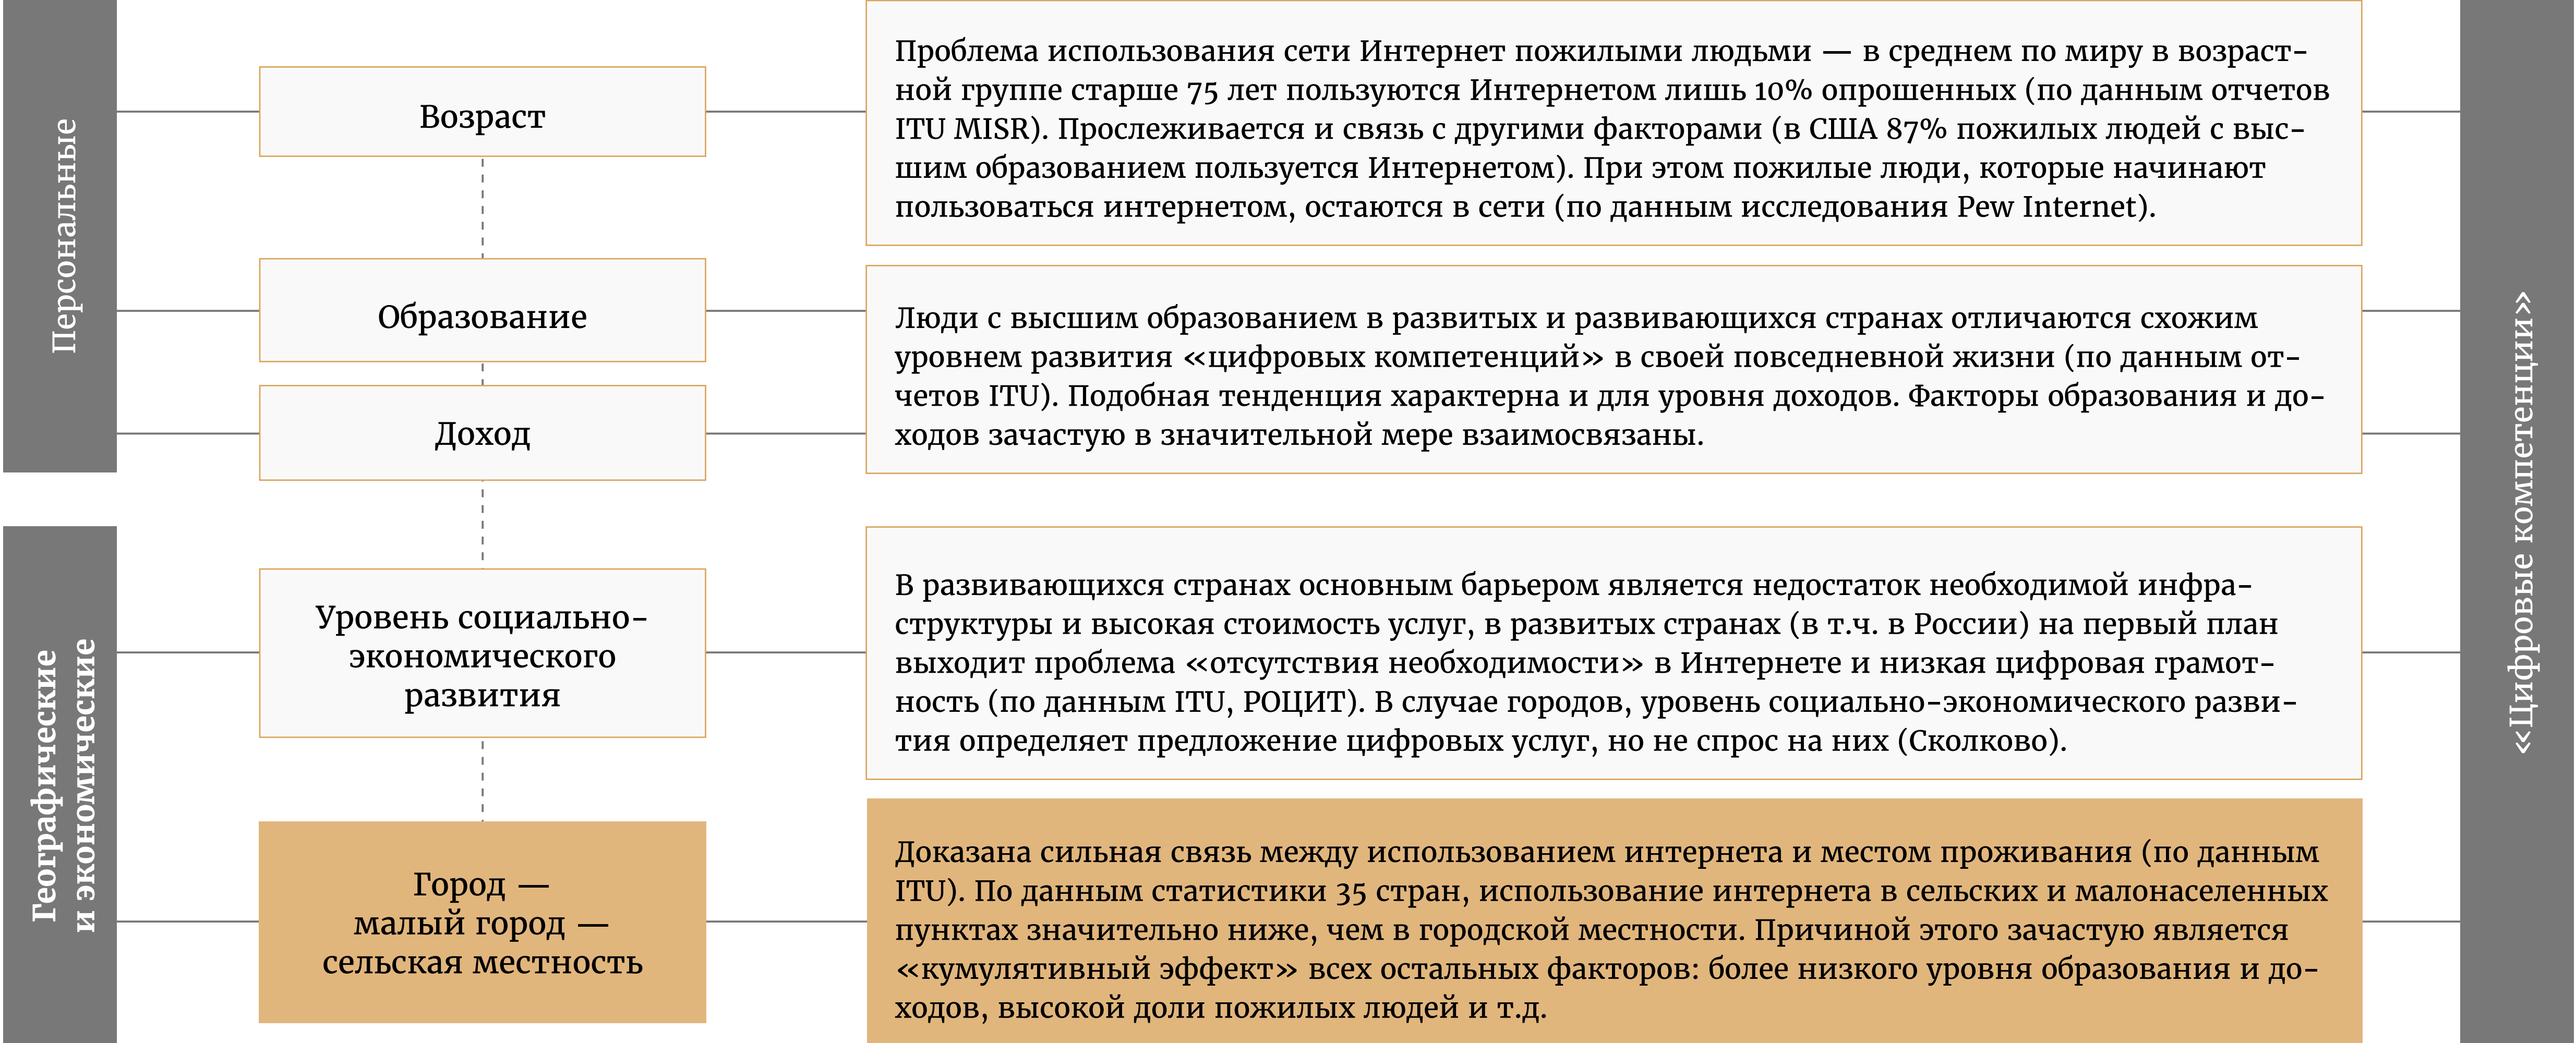 Персональные
Возраст
Проблема использования сети Интернет пожилыми людьми — в среднем по миру в возраст-
ной группе старше 75 лет пользуются Интернетом лишь 10% опрошенных (по данным отчетов
ITU MISR). Прослеживается и связь с другими факторами (в США 87% пожилых людей с выс-
шим образованием пользуется Интернетом). При этом пожилые люди, которые начинают
пользоваться интернетом, остаются в сети (по данным исследования Pew Internet).
Образование
Доход
Люди с высшим образованием в развитых и развивающихся странах отличаются схожим
уровнем развития «цифровых компетенций» в своей повседневной жизни (по данным от-
четов ITU). Подобная тенденция характерна и для уровня доходов. Факторы образования и до-
ходов зачастую в значительной мере взаимосвязаны.
Географические
и экономические
Уровень социально-
экономического
развития
В развивающихся странах основным барьером является недостаток необходимой инфра-
структуры и высокая стоимость услуг, в развитых странах (в т.ч. в России) на первый план
выходит проблема «отсутствия необходимости» в Интернете и низкая цифровая грамот-
ность (по данным ITU, РОЦИТ). В случае городов, уровень социально-экономического разви-
тия определяет предложение цифровых услуг, но не спрос на них (Сколково).
Город —
малый город —
сельская местность
Доказана сильная связь между использованием интернета и местом проживания (по данным
ITU). По данным статистики 35 стран, использование интернета в сельских и малонаселенных
пунктах значительно ниже, чем в городской местности. Причиной этого зачастую является
«кумулятивный эффект» всех остальных факторов: более низкого уровня образования и до-
ходов, высокой доли пожилых людей и т.д.
«Цифровые компетенции»